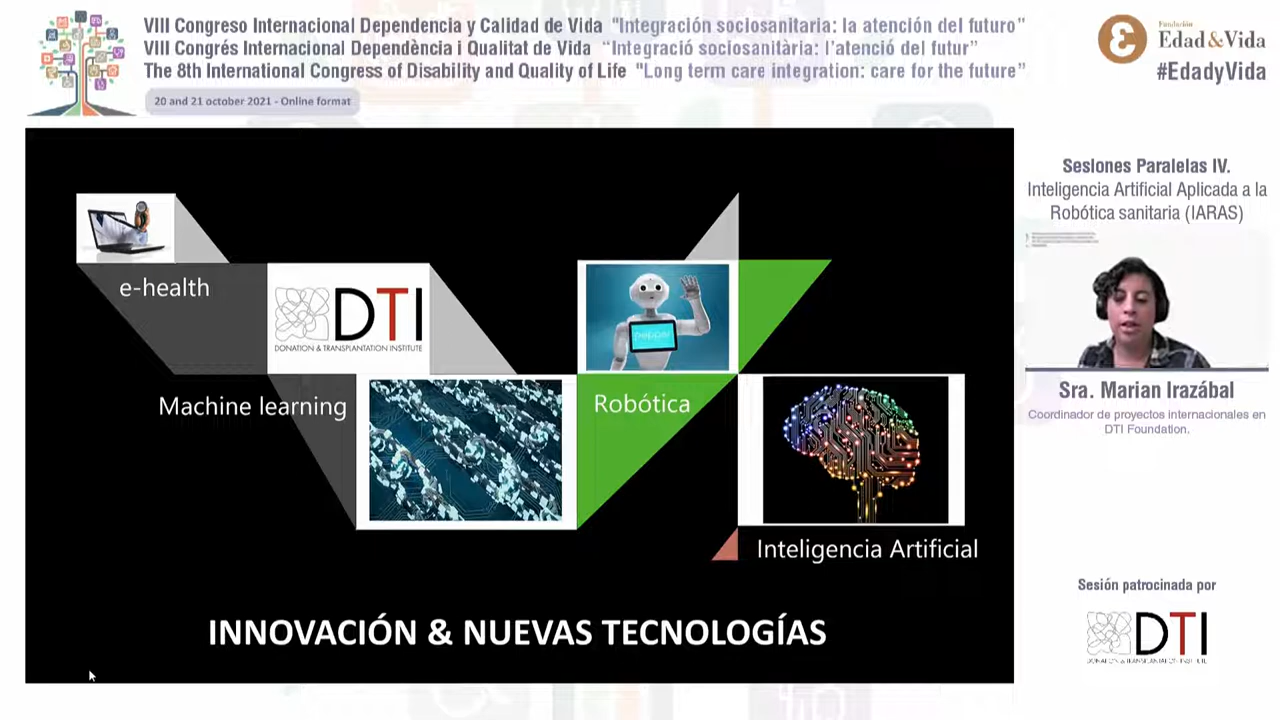 VIII Congreso Internacional Dependencia y Calidad de Vida "Integración sociosanitaria: la atención del futuro"
VIII Congrés Internacional Dependència i Qualitat de Vida "Integració sociosanitària: l'atenció del futur"
The 8th International Congress of Disability and Quality of Life "Long term care integration: care for the future"
20 and 21 october 2021 - Online format
Fundación
Edad&Vida
#EdadyVida
e-health
DTI
DONATION & TRANSPLANTATION INSTITUTE
Machine learning
pepper
Robótica
Inteligencia Artificial
INNOVACIÓN & NUEVAS TECNOLOGÍAS
Sesiones Paralelas IV.
Inteligencia Artificial Aplicada a la
Robótica sanitaria (IARAS)
Sra. Marian Irazábal
Coordinador de proyectos internacionales en
DTI Foundation.
Sesión patrocinada por
DTI
DONATION & TRANSPLANTATION INSTITUTE